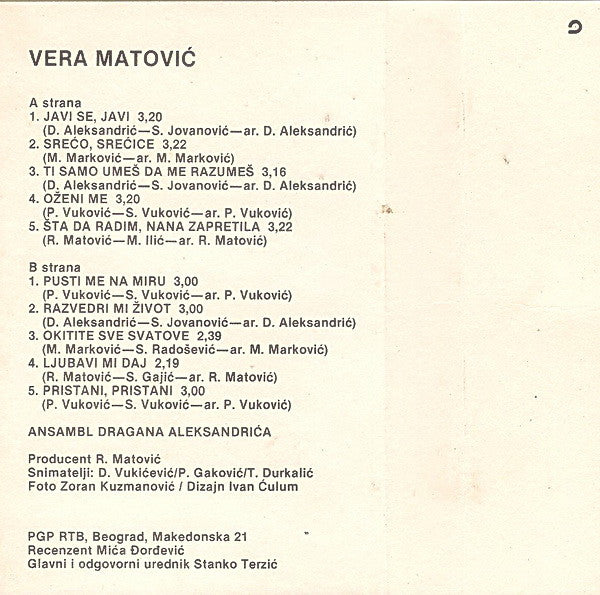 VERA MATOVIĆ
A strana
1. JAVI SE, JAVI 3,20
(D. Aleksandrić—S. Jovanović—ar. D. Aleksandrić)
2. SREĆO, SREĆICE 3,22
(M. Marković—ar. M. Marković)
3. TI SAMO UMEŠ DA ME RAZUMEŠ 3,16
(D. Aleksandrić—S. Jovanović—ar. D. Aleksandrić)
4. OŽENI ME 3,20
(P. Vuković—S. Vuković—ar. P. Vuković)
5. ŠTA DA RADIM, NANA ZAPRETILA 3,22
(R. Matović—M. Ilić—ar. R. Matović)
B strana
1. PUSTI ME NA MIRU 3,00
(P. Vuković—S. Vuković—ar. P. Vuković)
2. RAZVEDRI MI ŽIVOT 3,00
(D. Aleksandrić—S. Jovanović—ar. D. Aleksandrić)
3. OKITITE SVE SVATOVE 2,39
(M. Marković—S. Radošević—ar. M. Marković)
4. LJUBAVI MI DAJ 2,19
(R. Matović—S. Gajić—ar. R. Matović)
5. PRISTANI, PRISTANI 3,00
(P. Vuković—S. Vuković—ar. P. Vuković)
ANSAMBL DRAGANA ALEKSANDRIĆA
Producent R. Matović
Snimatelji: D. Vukićević/P. Gaković/T. Durkalić
Foto Zoran Kuzmanović / Dizajn Ivan Ćulum
PGP RTB, Beograd, Makedonska 21
Recenzent Mića Đorđević
Glavni i odgovorni urednik Stanko Terzić